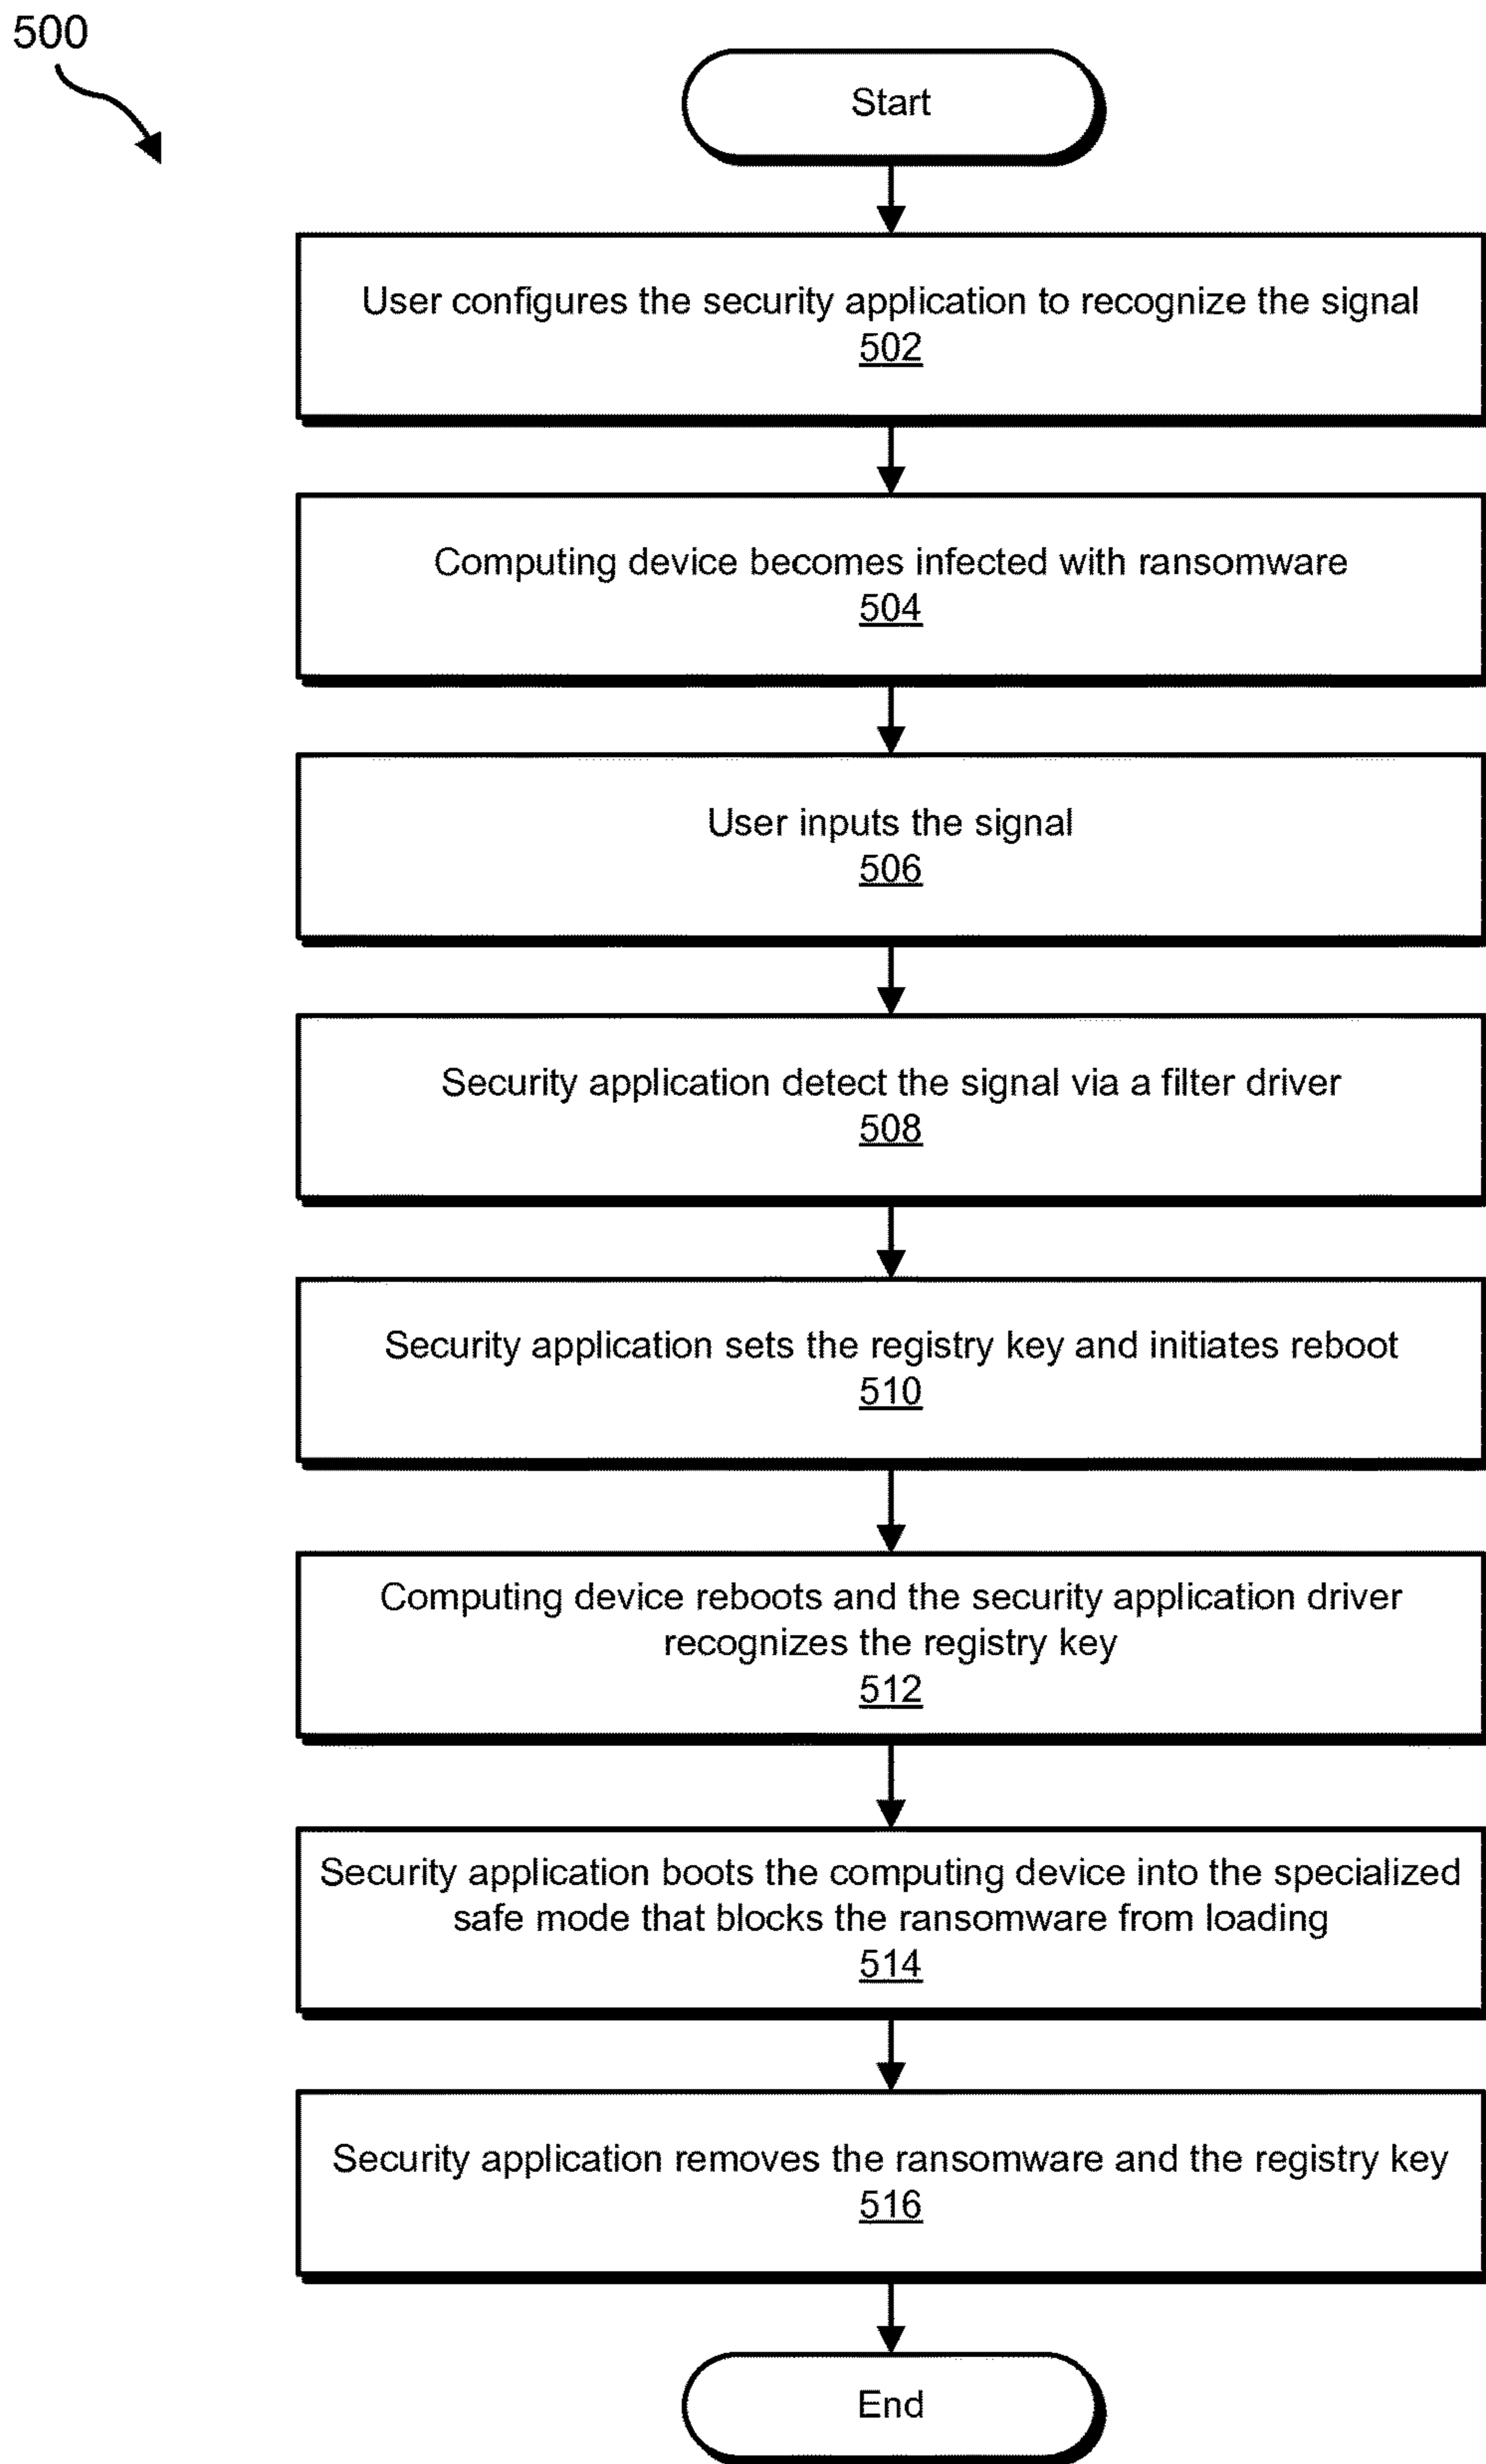 500
Start
User configures the security application to recognize the signal
502
Computing device becomes infected with ransomware
504
User inputs the signal
506
Security application detect the signal via a filter driver
508
Security application sets the registry key and initiates reboot
510
Computing device reboots and the security application driver
recognizes the registry key
512
Security application boots the computing device into the specialized
safe mode that blocks the ransomware from loading
514
Security application removes the ransomware and the registry key
516
End